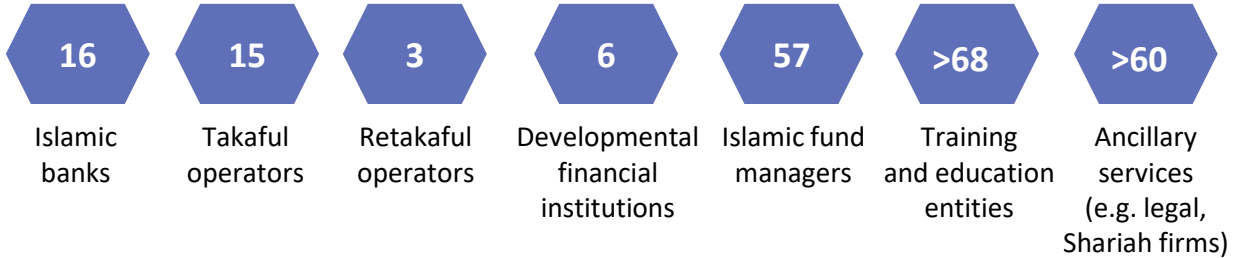 16
Islamic
banks
15
Takaful
operators
3
Retakaful
operators
6
Developmental
financial
institutions
57
Islamic fund
managers
>68
Training
and education
entities
>60
Ancillary
services
(e.g. legal,
Shariah firms)